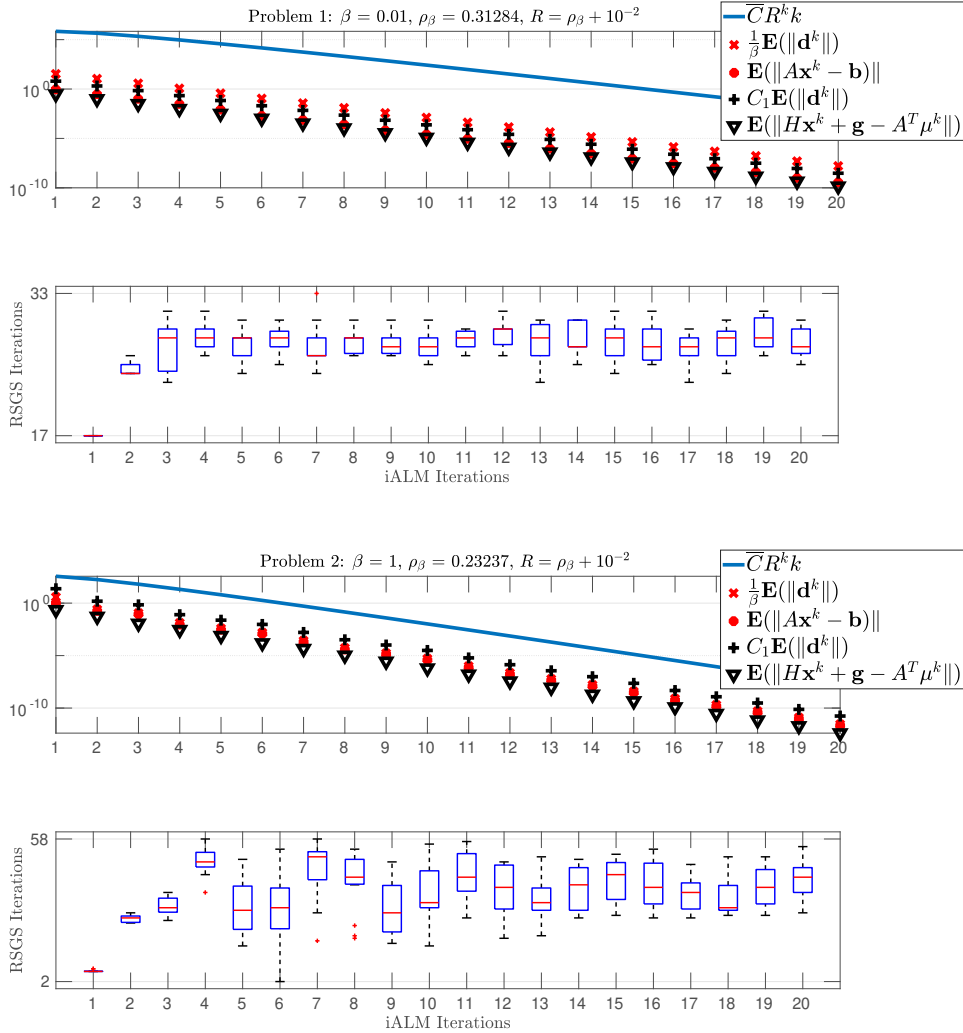 Problem 1: β = 0.01, ρ_β = 0.31284, R = ρ_β + 10^{-2}
C̅R^k k
1/β E(‖d^k‖)
E(‖Ax^k − b)‖
C_1E(‖d^k‖)
E(‖Hx^k + g − A^T μ^k‖)
10^0
10^{-10}
1 2 3 4 5 6 7 8 9 10 11 12 13 14 15 16 17 18 19 20
RSGS Iterations
33
17
1 2 3 4 5 6 7 8 9 10 11 12 13 14 15 16 17 18 19 20
iALM Iterations
Problem 2: β = 1, ρ_β = 0.23237, R = ρ_β + 10^{-2}
C̅R^k k
1/β E(‖d^k‖)
E(‖Ax^k − b)‖
C_1E(‖d^k‖)
E(‖Hx^k + g − A^T μ^k‖)
10^0
10^{-10}
1 2 3 4 5 6 7 8 9 10 11 12 13 14 15 16 17 18 19 20
RSGS Iterations
58
2
1 2 3 4 5 6 7 8 9 10 11 12 13 14 15 16 17 18 19 20
iALM Iterations